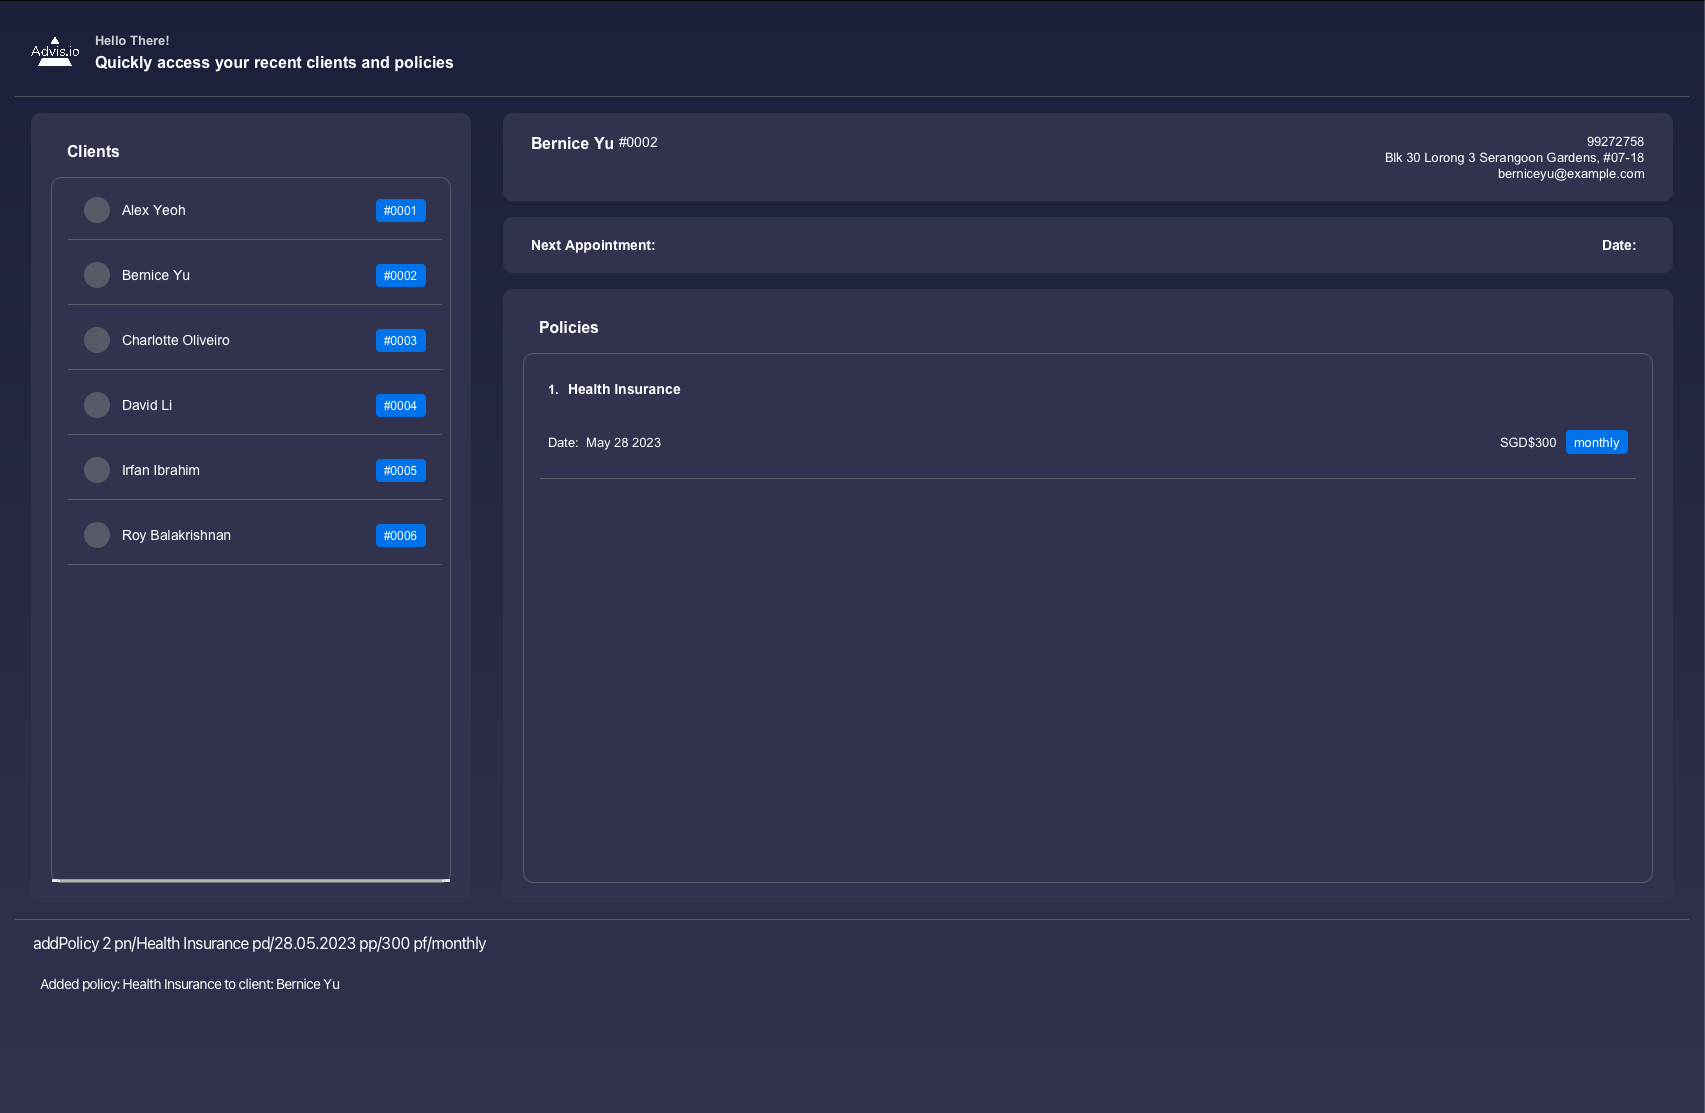 Advis.io
Hello There!
Quickly access your recent clients and policies
Clients
Alex Yeoh #0001
Bernice Yu #0002
Charlotte Oliveiro #0003
David Li #0004
Irfan Ibrahim #0005
Roy Balakrishnan #0006
Bernice Yu #0002
99272758
Blk 30 Lorong 3 Serangoon Gardens, #07-18
berniceyu@example.com
Next Appointment: Date:
Policies
1. Health Insurance
Date: May 28 2023 SGD$300 monthly
addPolicy 2 pn/Health Insurance pd/28.05.2023 pp/300 pf/monthly
Added policy: Health Insurance to client: Bernice Yu